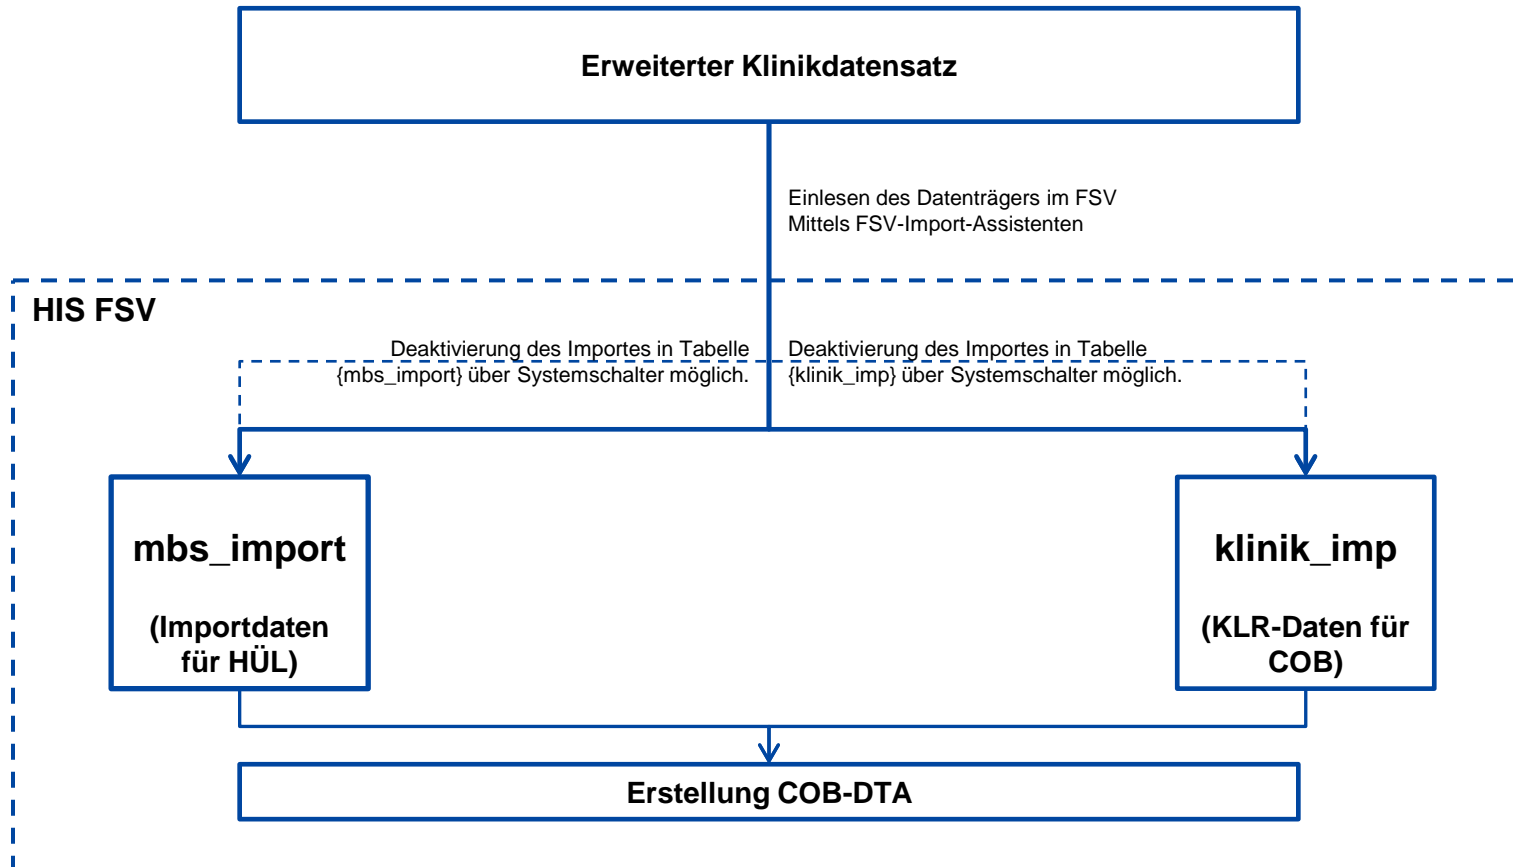 Erweiterter Klinikdatensatz
Einlesen des Datenträgers im FSV
Mittels FSV-Import-Assistenten
HIS FSV
Deaktivierung des Importes in Tabelle
{mbs_import} über Systemschalter möglich.
Deaktivierung des Importes in Tabelle
{klinik_imp} über Systemschalter möglich.
mbs_import
(Importdaten
für HÜL)
klinik_imp
(KLR-Daten für
COB)
Erstellung COB-DTA